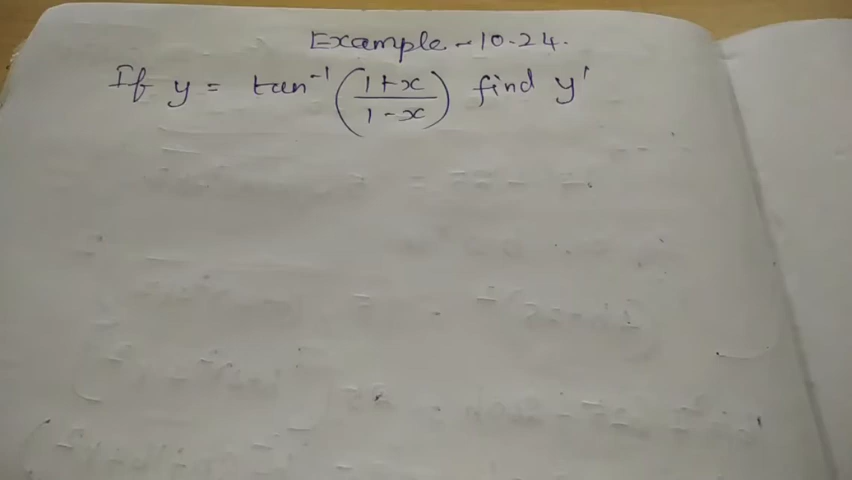 Example - 10.24.
If y = tan⁻¹ (1+x / 1-x) find y'